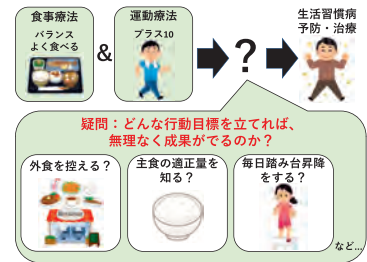 食事療法
バランス
よく食べる
&
運動療法
プラス10
?
生活習慣病
予防・治療
疑問：どんな行動目標を立てれば、
無理なく成果がでるのか？
外食を控える？
主食の適正量を
知る？
毎日踏み台昇降
をする？
など...